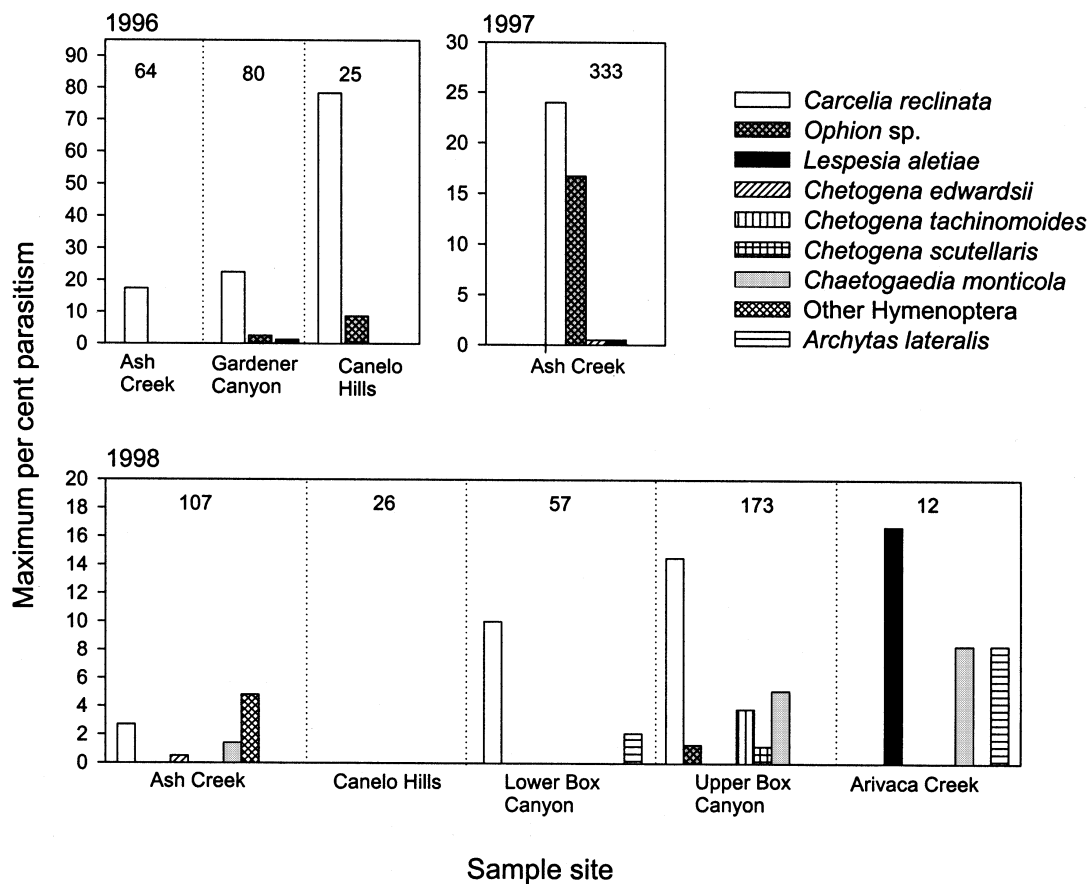 1996
90
80
70
60
50
40
30
20
10
0
64
80
25
Ash
Creek
Gardener
Canyon
Canelo
Hills
1997
30
25
20
15
10
5
0
333
Ash Creek
Carcelia reclinata
Ophion sp.
Lespesia aletiae
Chetogena edwardsii
Chetogena tachinomoides
Chetogena scutellaris
Chaetogaedia monticola
Other Hymenoptera
Archytas lateralis
Maximum per cent parasitism
1998
20
18
16
14
12
10
8
6
4
2
0
107
26
57
173
12
Ash Creek
Canelo Hills
Lower Box
Canyon
Upper Box
Canyon
Arivaca Creek
Sample site